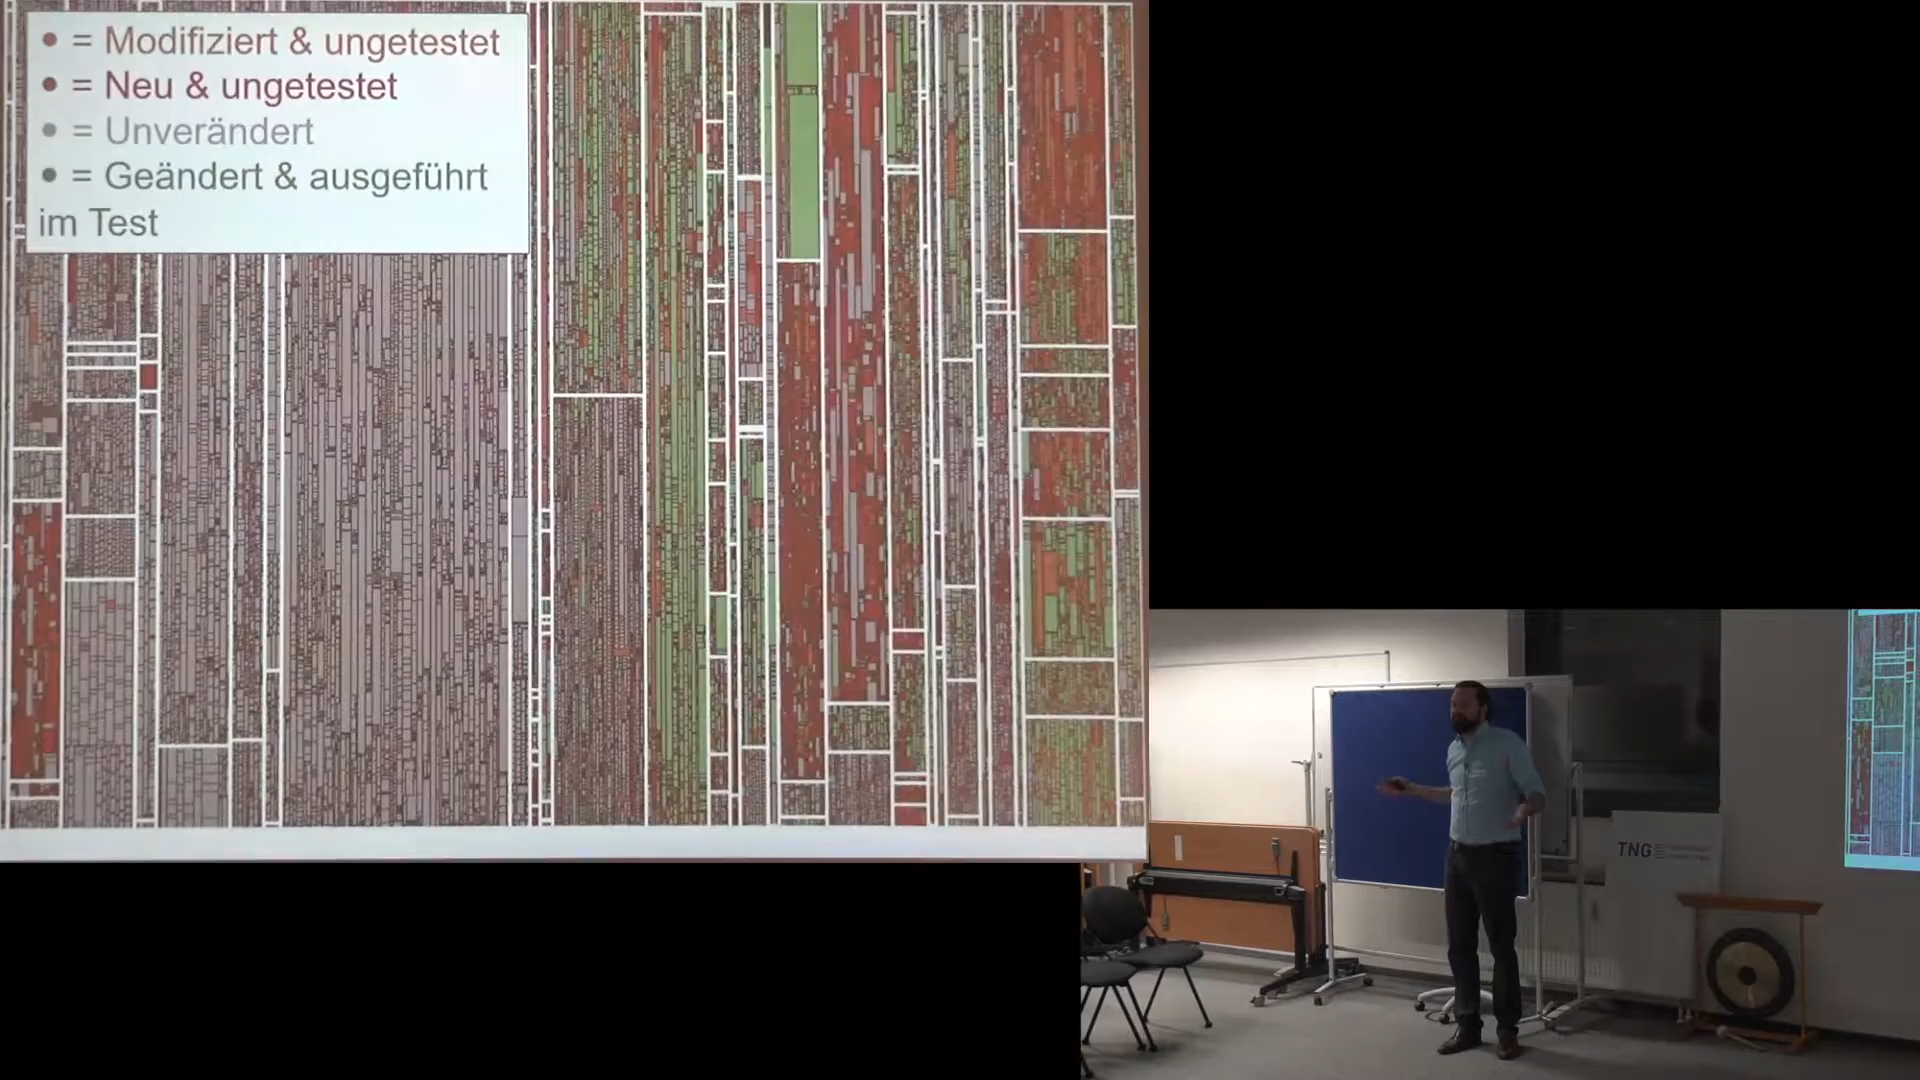 • = Modifiziert & ungetestet
• = Neu & ungetestet
• = Unverändert
• = Geändert & ausgeführt
im Test
TNG